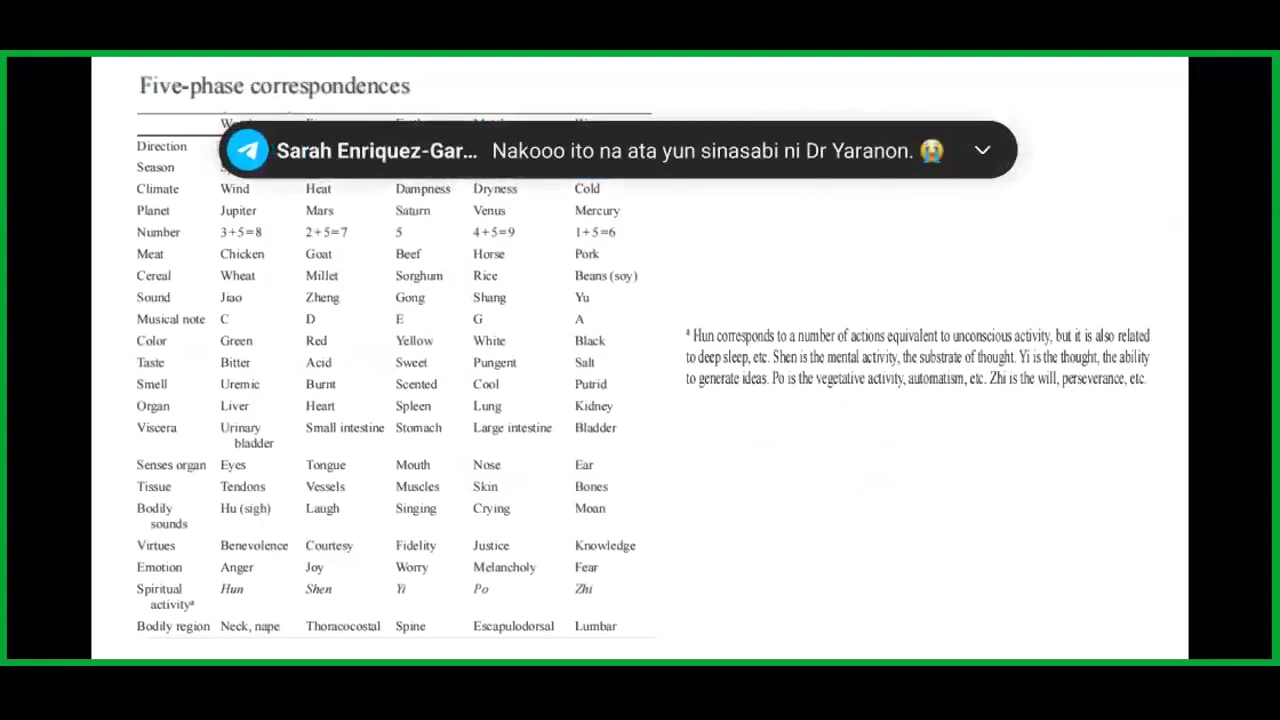 Five-phase correspondences
Sarah Enriquez-Gar... Nakooo ito na ata yun sinasabi ni Dr Yaranon. 😭
Direction
Season
Climate Wind Heat Dampness Dryness Cold
Planet Jupiter Mars Saturn Venus Mercury
Number 3+5=8 2+5=7 5 4+5=9 1+5=6
Meat Chicken Goat Beef Horse Pork
Cereal Wheat Millet Sorghum Rice Beans (soy)
Sound Jiao Zheng Gong Shang Yu
Musical note C D E G A
Color Green Red Yellow White Black
Taste Bitter Acid Sweet Pungent Salt
Smell Uremic Burnt Scented Cool Putrid
Organ Liver Heart Spleen Lung Kidney
Viscera Urinary Small intestine Stomach Large intestine Bladder
bladder
Senses organ Eyes Tongue Mouth Nose Ear
Tissue Tendons Vessels Muscles Skin Bones
Bodily Hu (sigh) Laugh Singing Crying Moan
sounds
Virtues Benevolence Courtesy Fidelity Justice Knowledge
Emotion Anger Joy Worry Melancholy Fear
Spiritual Hun Shen Yi Po Zhi
activityª
Bodily region Neck, nape Thoracocostal Spine Escapulodorsal Lumbar
ª Hun corresponds to a number of actions equivalent to unconscious activity, but it is also related
to deep sleep, etc. Shen is the mental activity, the substrate of thought. Yi is the thought, the ability
to generate ideas. Po is the vegetative activity, automatism, etc. Zhi is the will, perseverance, etc.